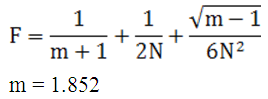 F = 1/(m + 1) + 1/(2N) + √(m − 1)/(6N²)
m = 1.852